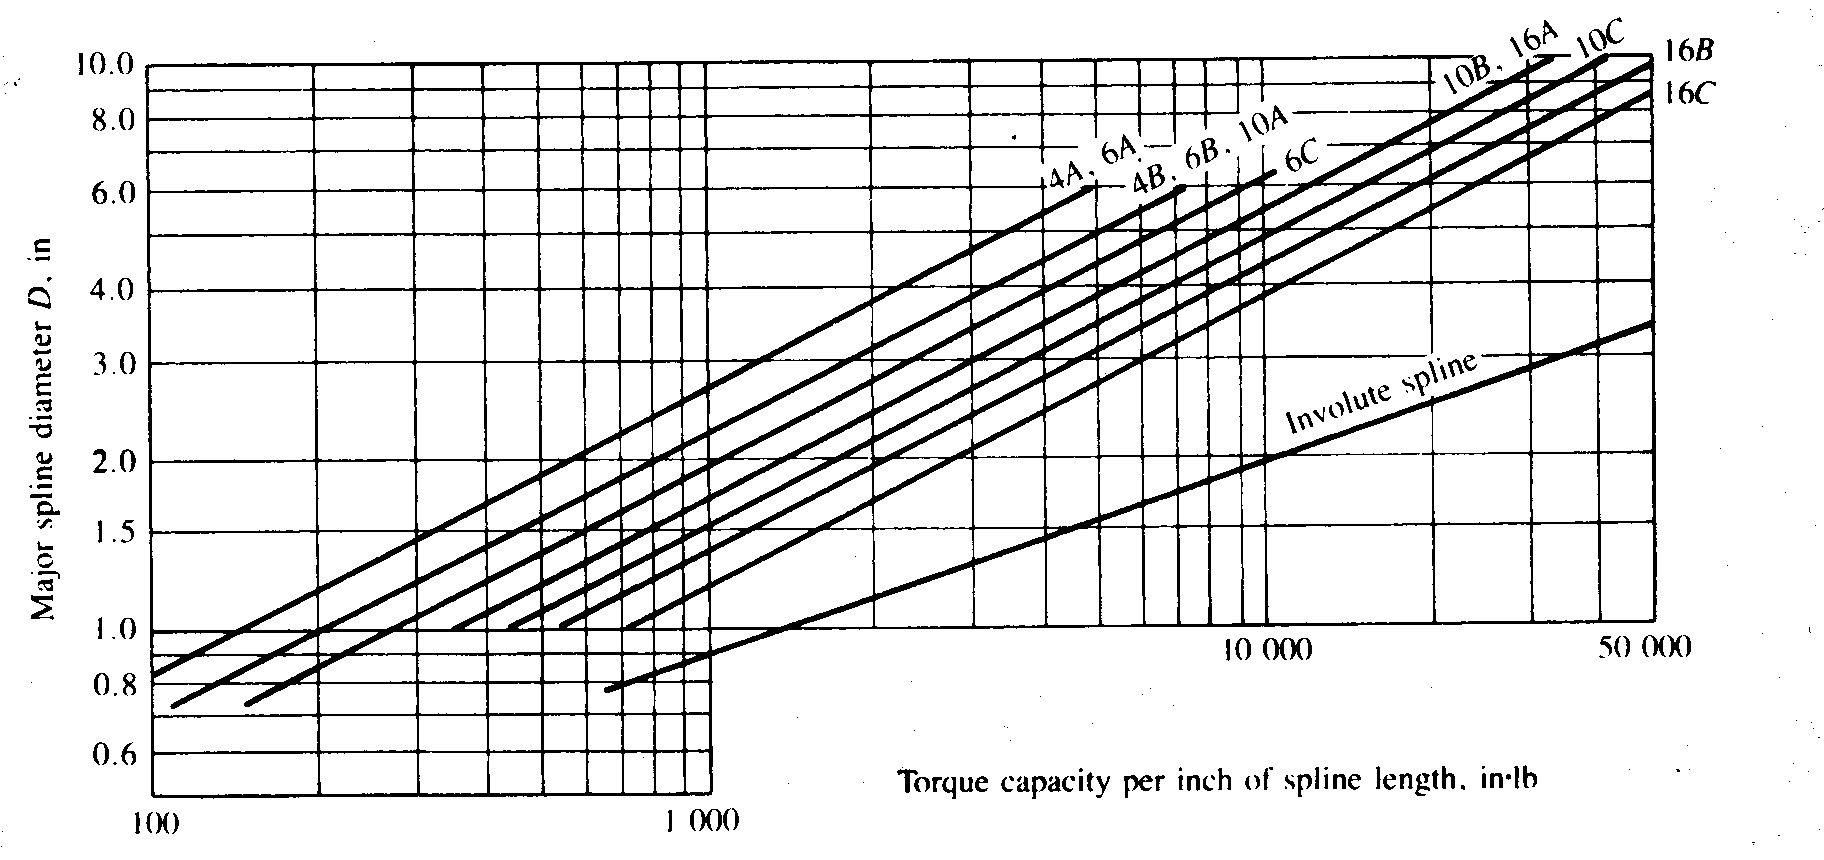 10B, 16A
10C
16B
16C
4A, 6A
4B, 6B, 10A
6C
10.0
8.0
6.0
4.0
3.0
2.0
1.5
1.0
0.8
0.6
Major spline diameter D, in
Involute spline
10 000
50 000
100
1 000
Torque capacity per inch of spline length, in·lb